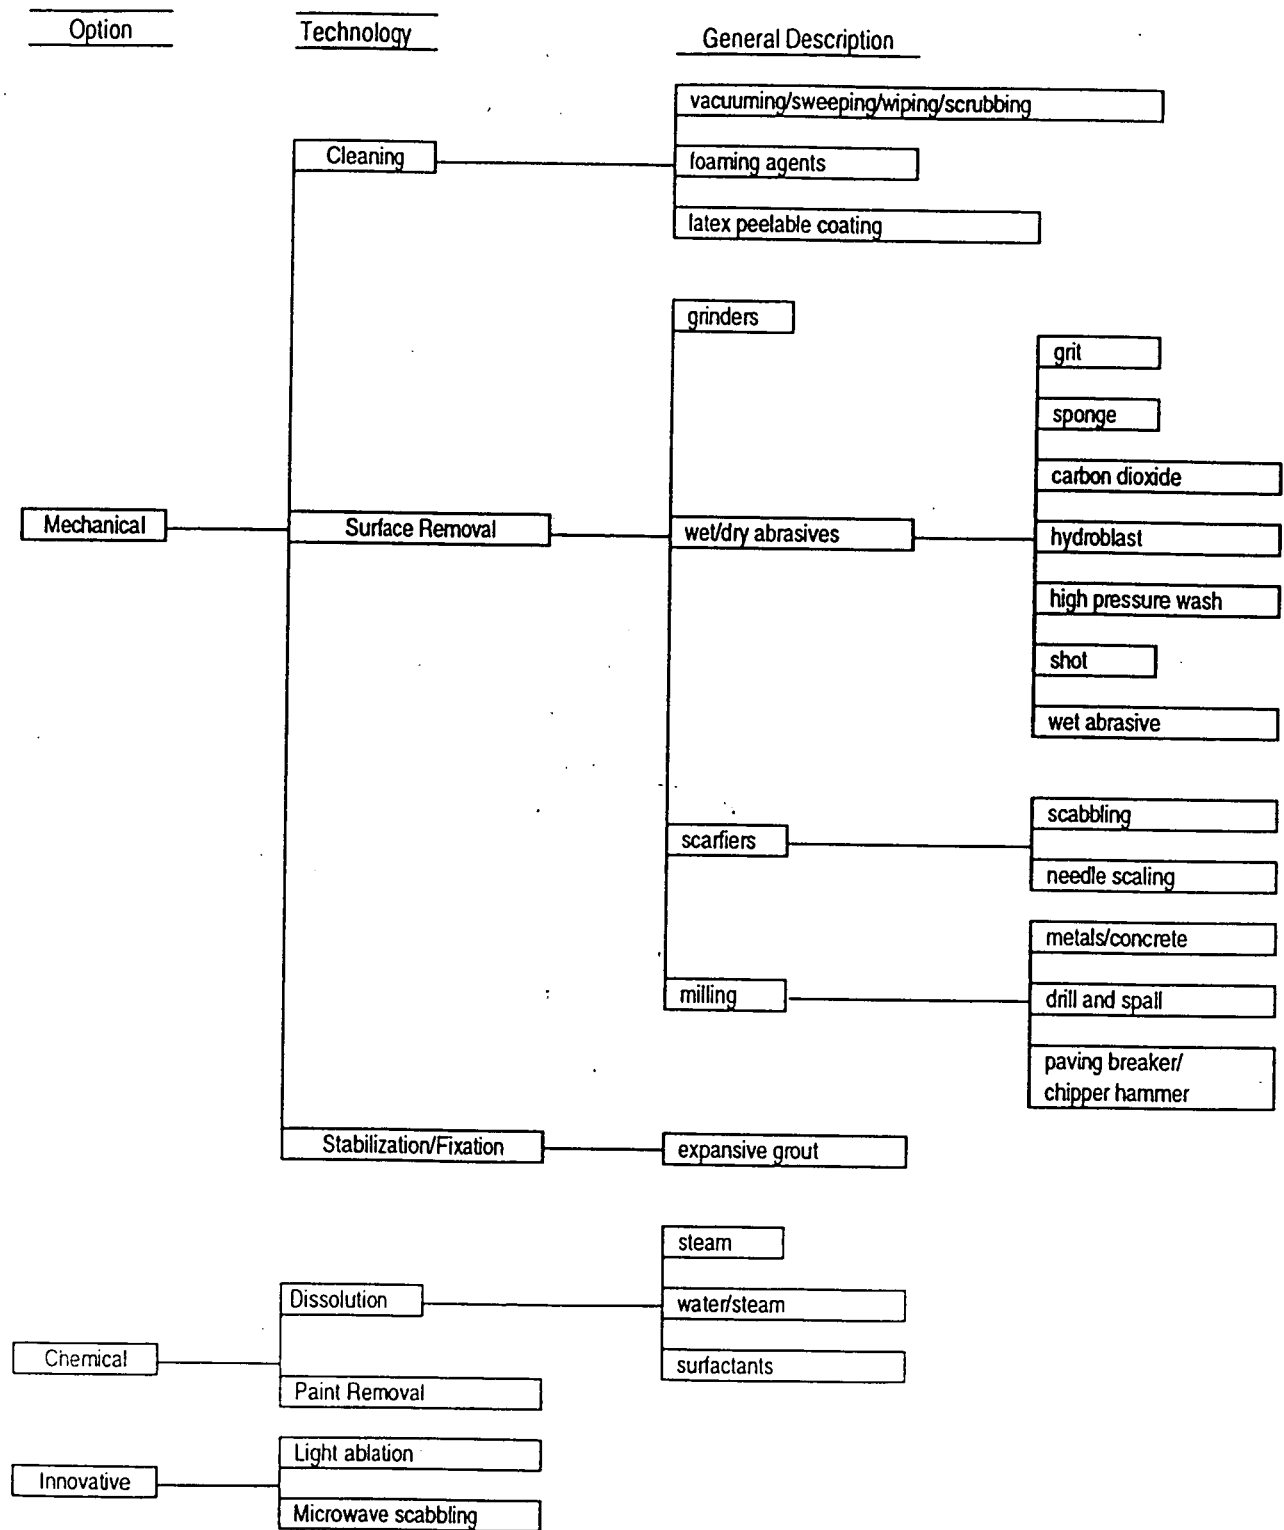 Option
Technology
General Description
vacuuming/sweeping/wiping/scrubbing
Cleaning
foaming agents
latex peelable coating
grinders
grit
sponge
carbon dioxide
Mechanical
Surface Removal
wet/dry abrasives
hydroblast
high pressure wash
shot
wet abrasive
scabbling
scarfiers
needle scaling
metals/concrete
milling
drill and spall
paving breaker/
chipper hammer
Stabilization/Fixation
expansive grout
steam
Dissolution
water/steam
Chemical
surfactants
Paint Removal
Light ablation
Innovative
Microwave scabbling